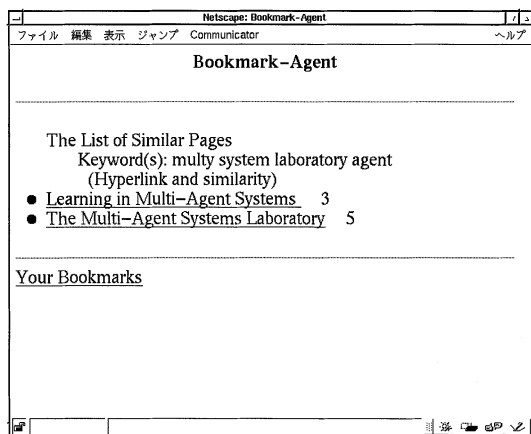 Netscape: Bookmark-Agent
ファイル 編集 表示 ジャンプ Communicator ヘルプ
Bookmark-Agent
The List of Similar Pages
Keyword(s): multy system laboratory agent
(Hyperlink and similarity)
Learning in Multi-Agent Systems 3
The Multi-Agent Systems Laboratory 5
Your Bookmarks